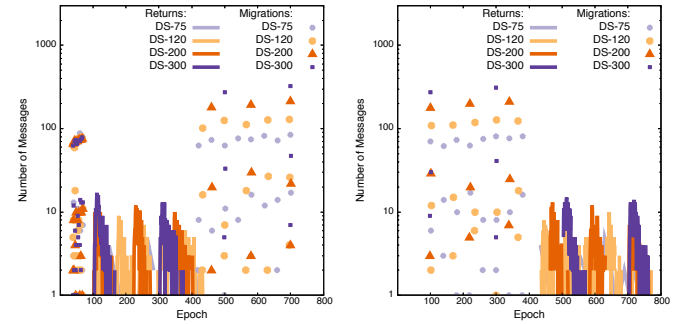 Returns: Migrations:
DS-75 DS-75
DS-120 DS-120
DS-200 DS-200
DS-300 DS-300
1000
100
10
1
Number of Messages
100 200 300 400 500 600 700 800
Epoch
Returns: Migrations:
DS-75 DS-75
DS-120 DS-120
DS-200 DS-200
DS-300 DS-300
1000
100
10
1
Number of Messages
100 200 300 400 500 600 700 800
Epoch